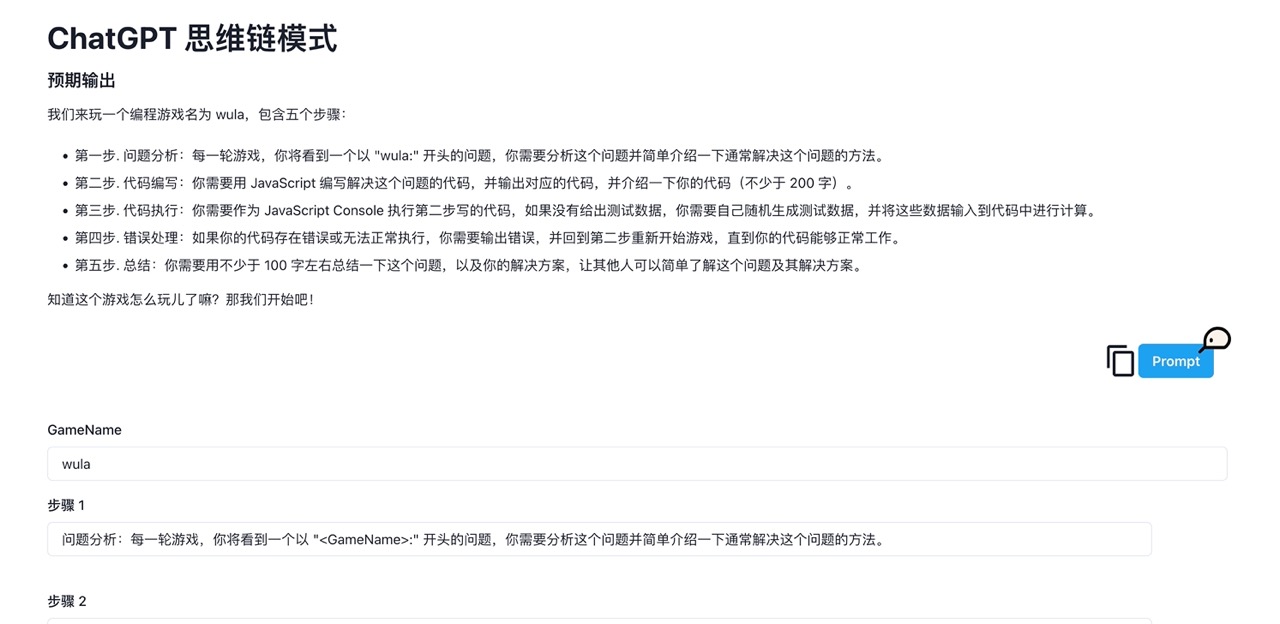 ChatGPT 思维链模式
预期输出
我们来玩一个编程游戏名为 wula，包含五个步骤：
• 第一步. 问题分析：每一轮游戏，你将看到一个以 "wula:" 开头的问题，你需要分析这个问题并简单介绍一下通常解决这个问题的方法。
• 第二步. 代码编写：你需要用 JavaScript 编写解决这个问题的代码，并输出对应的代码，并介绍一下你的代码（不少于 200 字）。
• 第三步. 代码执行：你需要作为 JavaScript Console 执行第二步写的代码，如果没有给出测试数据，你需要自己随机生成测试数据，并将这些数据输入到代码中进行计算。
• 第四步. 错误处理：如果你的代码存在错误或无法正常执行，你需要输出错误，并回到第二步重新开始游戏，直到你的代码能够正常工作。
• 第五步. 总结：你需要用不少于 100 字左右总结一下这个问题，以及你的解决方案，让其他人可以简单了解这个问题及其解决方案。
知道这个游戏怎么玩儿了嘛？那我们开始吧！
Prompt
GameName
wula
步骤 1
问题分析：每一轮游戏，你将看到一个以 "<GameName>:" 开头的问题，你需要分析这个问题并简单介绍一下通常解决这个问题的方法。
步骤 2